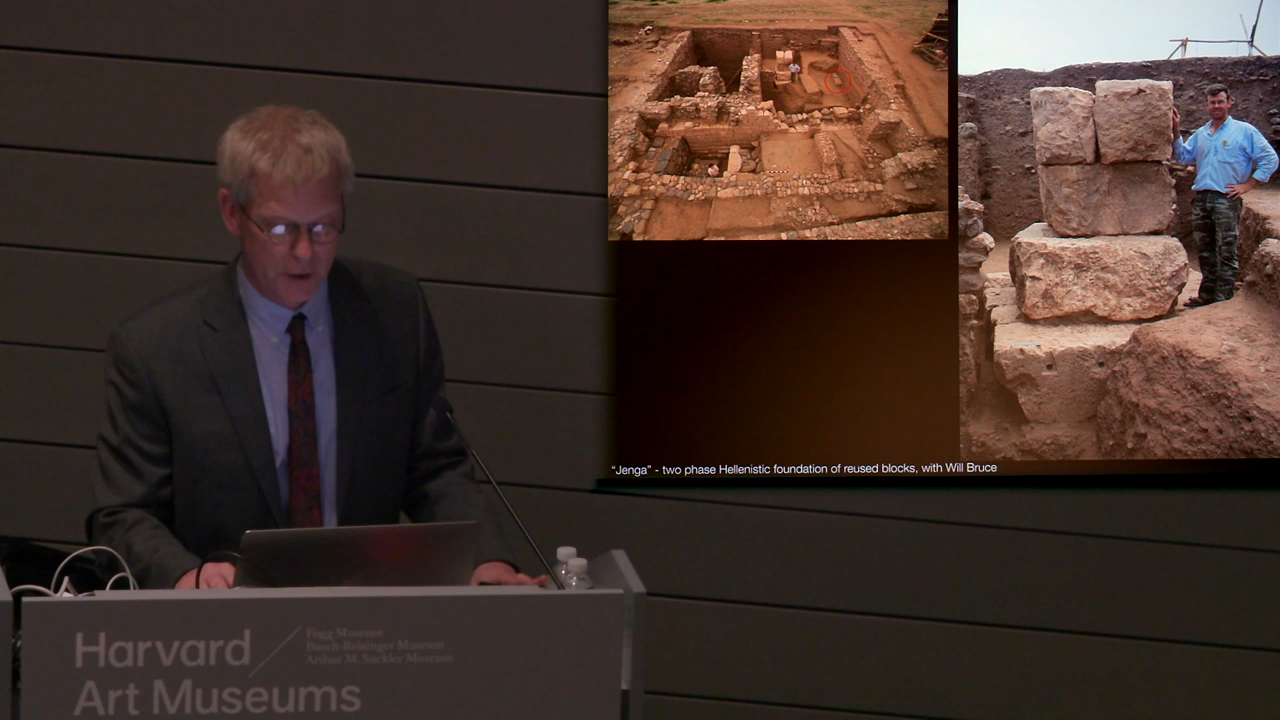 "Jenga" - two phase Hellenistic foundation of reused blocks, with Will Bruce
Harvard
Art Museums
Fogg Museum
Busch-Reisinger Museum
Arthur M. Sackler Museum